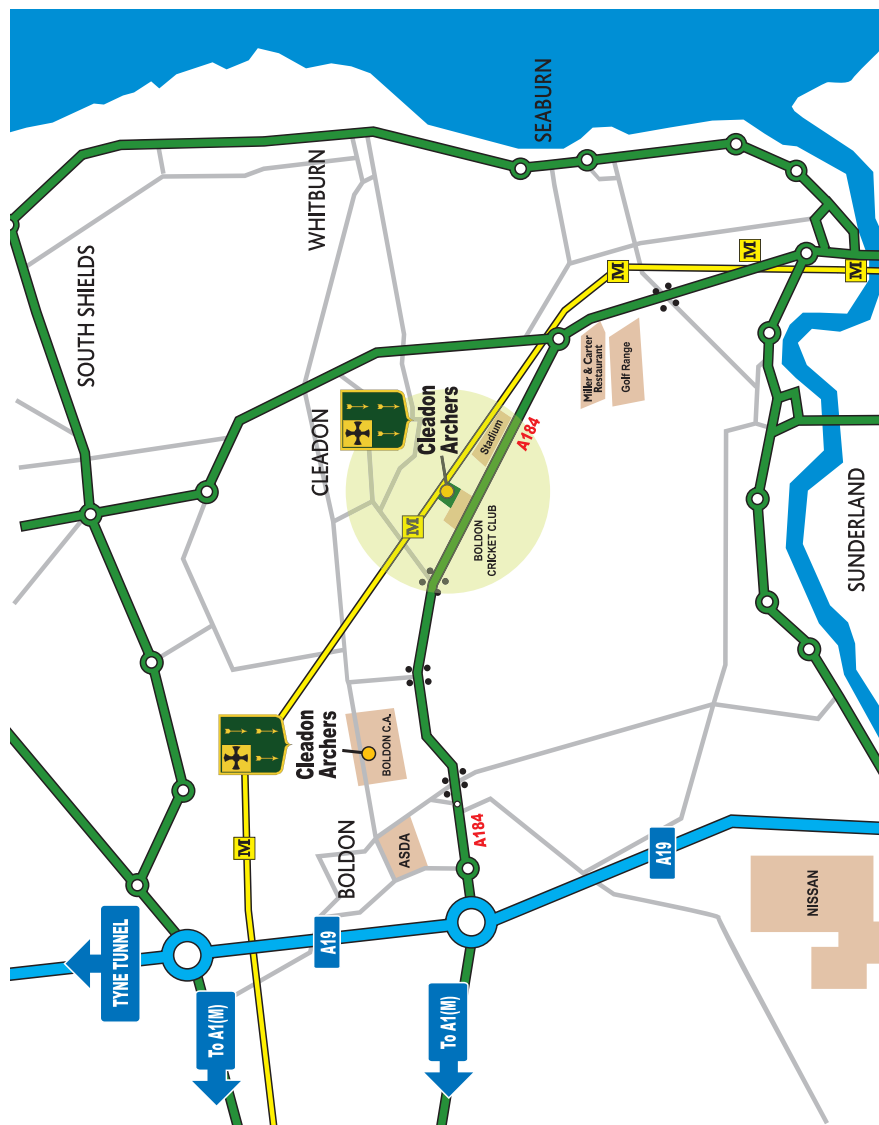 SEABURN
WHITBURN
SOUTH SHIELDS
M
M
M
Miller & Carter
Restaurant
Golf Range
CLEADON
Cleadon
Archers
Stadium
A184
M
BOLDON
CRICKET CLUB
SUNDERLAND
Cleadon
Archers
BOLDON C.A.
M
BOLDON
ASDA
A184
A19
NISSAN
A19
TYNE TUNNEL
To A1(M)
To A1(M)